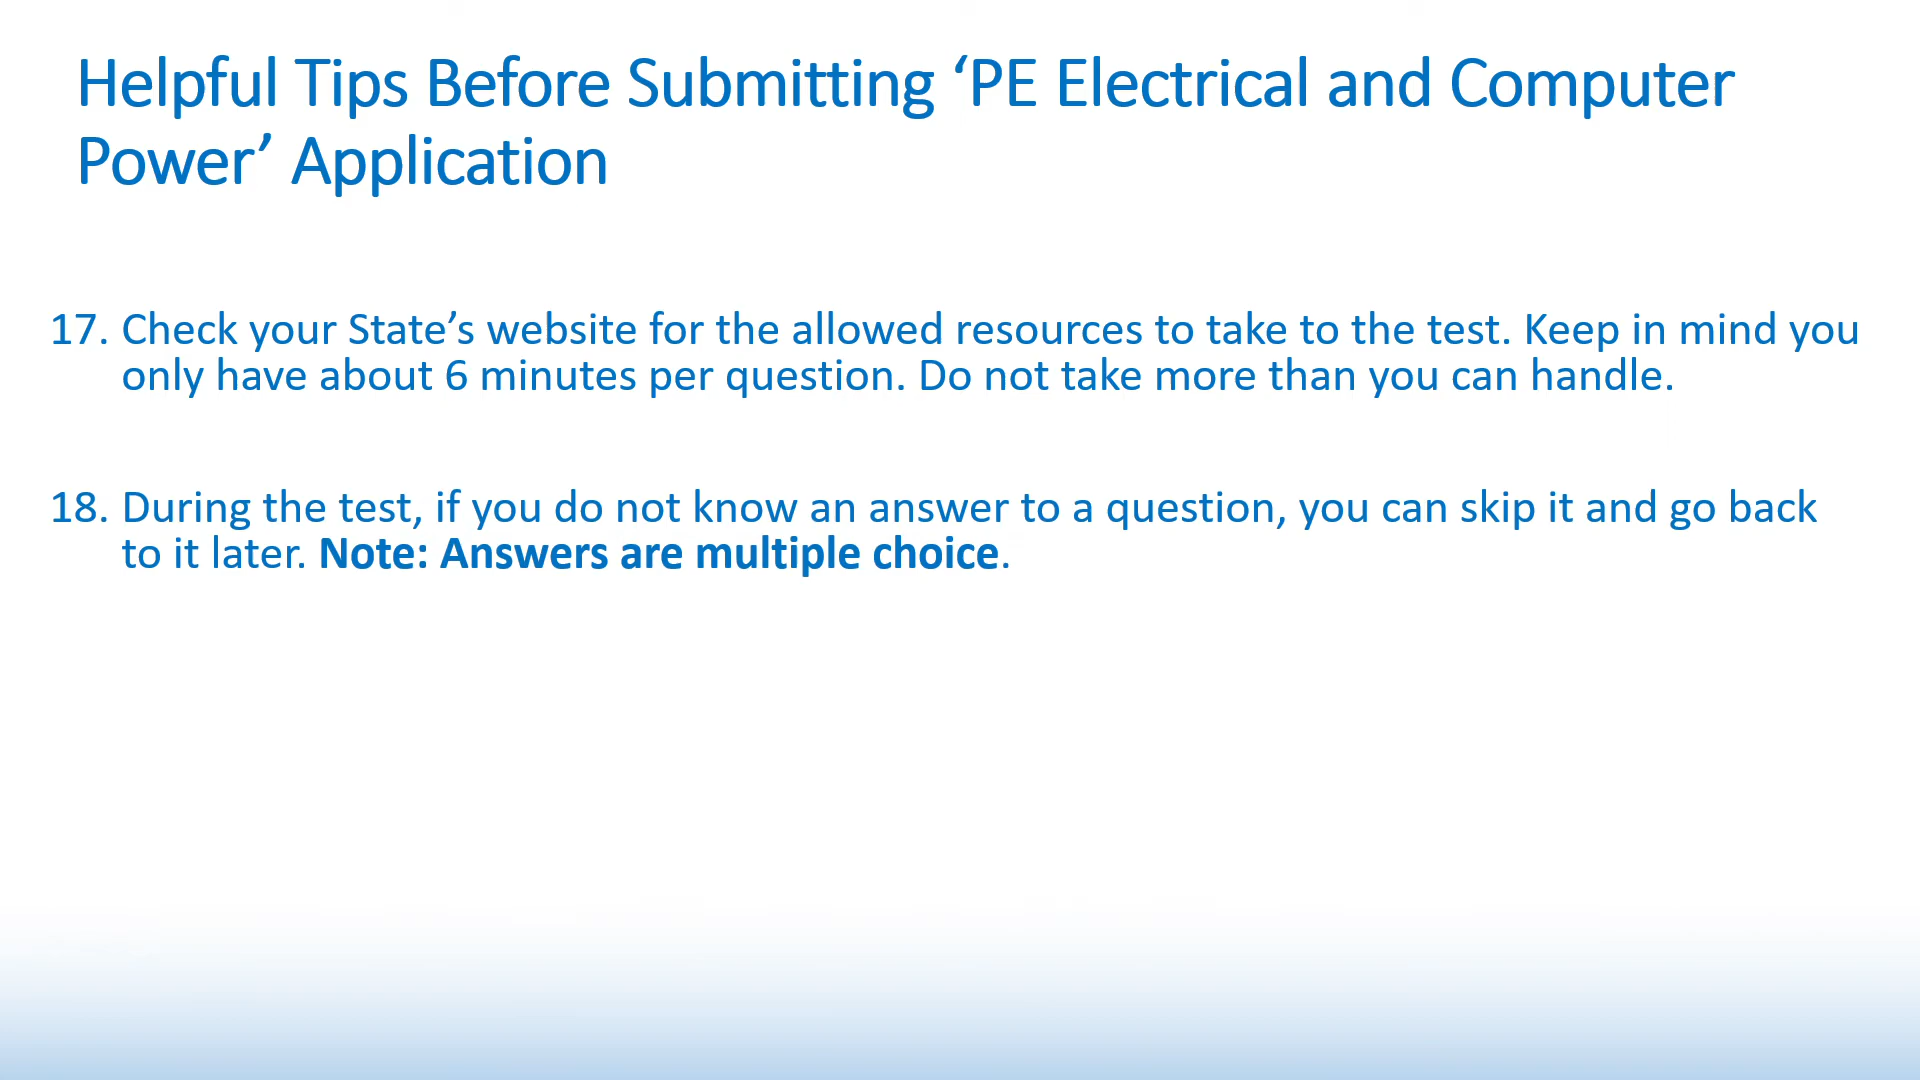 Helpful Tips Before Submitting ‘PE Electrical and Computer
Power’ Application
17. Check your State’s website for the allowed resources to take to the test. Keep in mind you
only have about 6 minutes per question. Do not take more than you can handle.
18. During the test, if you do not know an answer to a question, you can skip it and go back
to it later. Note: Answers are multiple choice.